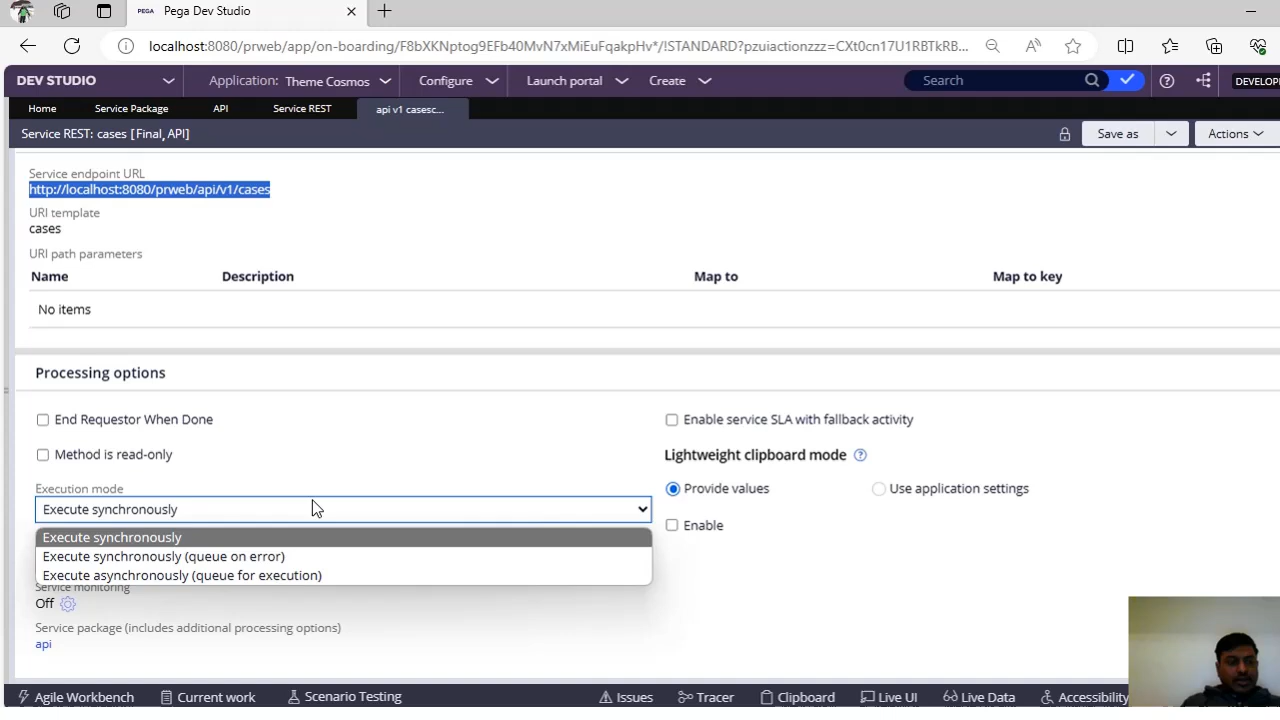 PEGA Pega Dev Studio
localhost:8080/prweb/app/on-boarding/F8bXKNptog9EFb40MvN7xMiEuFqakpHv*/!STANDARD?pzuiactionzzz=CXt0cn17U1RBTkRB...
DEV STUDIO Application: Theme Cosmos Configure Launch portal Create Search DEVELOP
Home Service Package API Service REST api v1 casesc...
Service REST: cases [Final, API] Save as Actions
Service endpoint URL
http://localhost:8080/prweb/api/v1/cases
URI template
cases
URI path parameters
Name Description Map to Map to key
No items
Processing options
End Requestor When Done Enable service SLA with fallback activity
Method is read-only Lightweight clipboard mode
Execution mode Provide values Use application settings
Execute synchronously
Enable
Execute synchronously
Execute synchronously (queue on error)
Execute asynchronously (queue for execution)
Service monitoring
Off
Service package (includes additional processing options)
api
Agile Workbench Current work Scenario Testing Issues Tracer Clipboard Live UI Live Data Accessibility